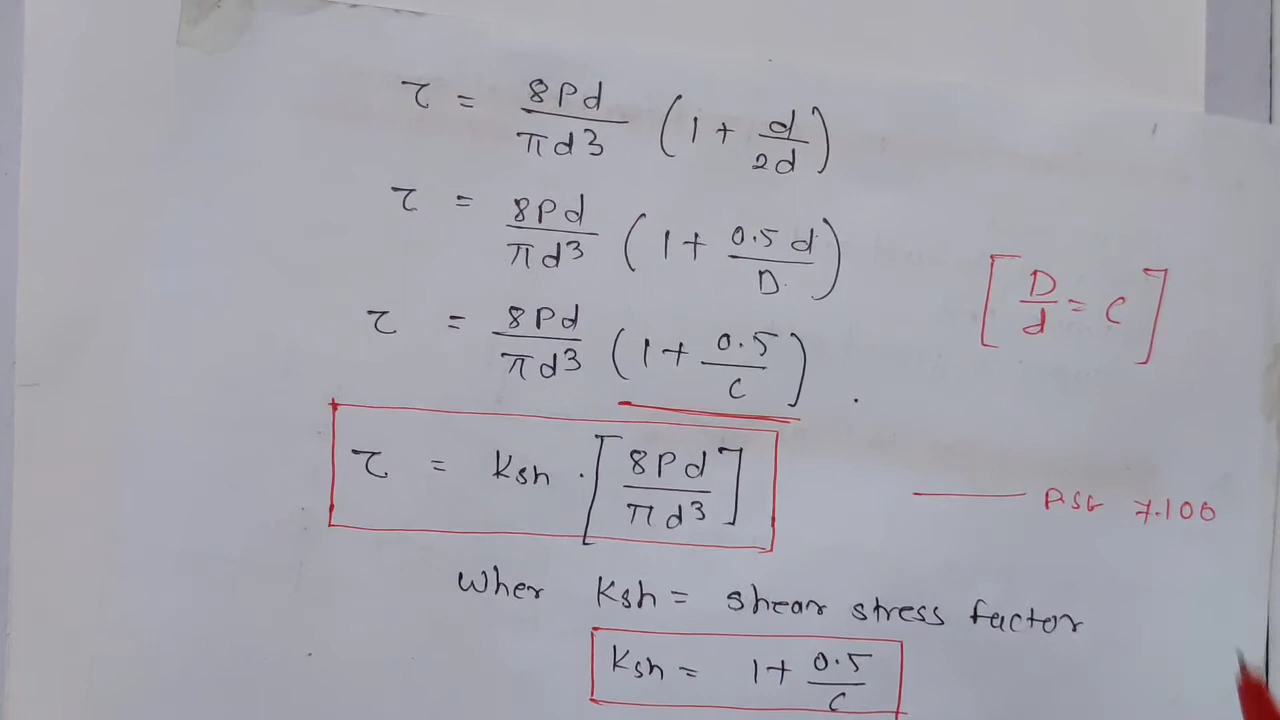 τ = 8Pd / πd3 (1 + d / 2d)
τ = 8Pd / πd3 (1 + 0.5 d / D)
[D / d = C]
τ = 8Pd / πd3 (1 + 0.5 / C)
τ = Ksh . [8Pd / πd3]
PSG 7.100
Wher Ksh = shear stress factor
Ksh = 1 + 0.5 / C